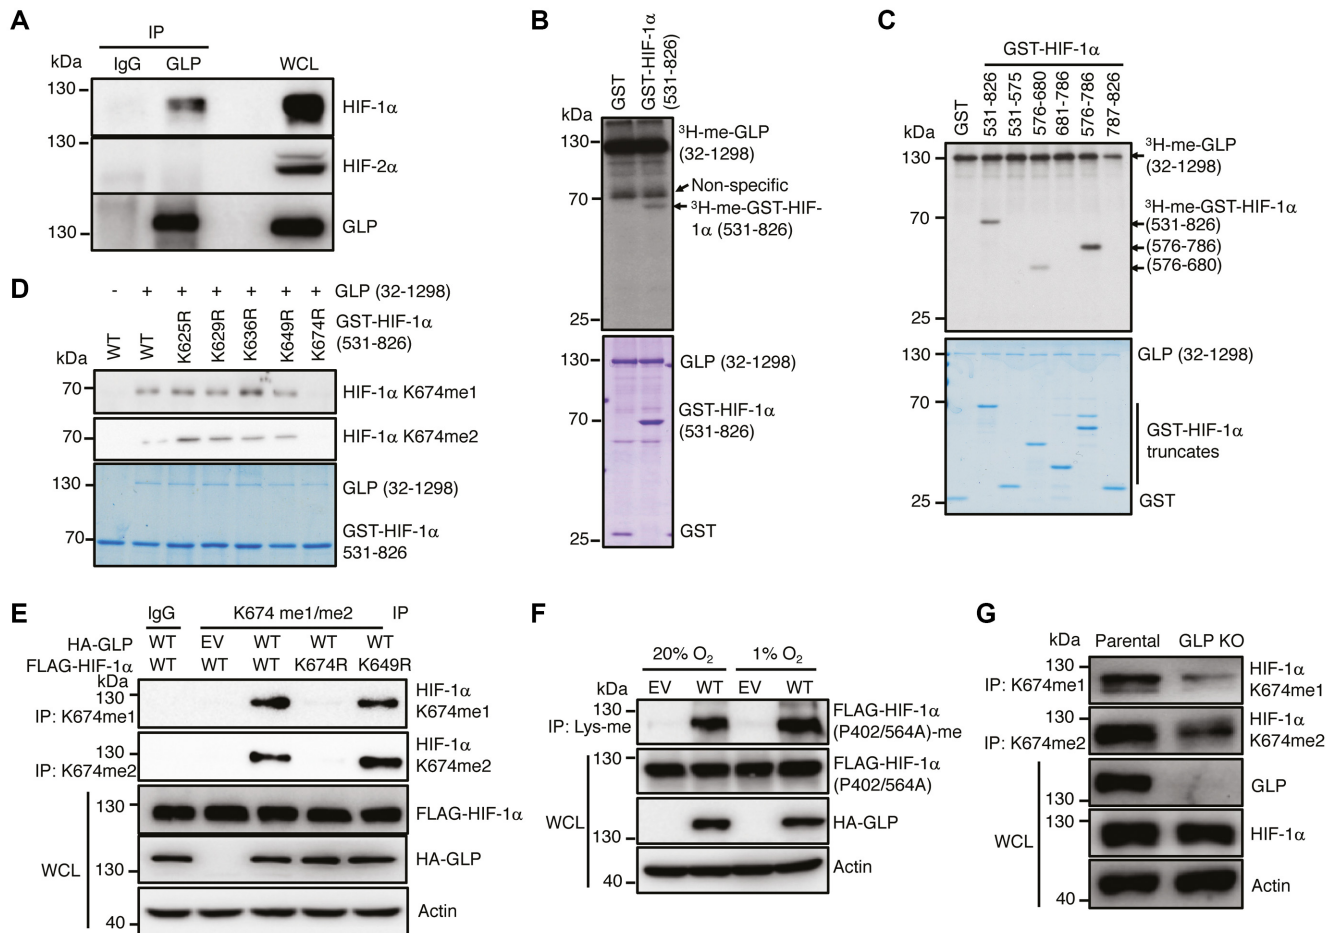 A
IP
kDa
IgG
GLP
WCL
130
HIF-1α
130
HIF-2α
130
GLP
B
GST
GST-HIF-1α
(531-826)
kDa
130
³H-me-GLP
(32-1298)
70
Non-specific
³H-me-GST-HIF-
1α (531-826)
25
130
GLP (32-1298)
70
GST-HIF-1α
(531-826)
25
GST
C
GST-HIF-1α
kDa
GST
531-826
531-575
576-680
681-786
576-786
787-826
130
³H-me-GLP
(32-1298)
70
³H-me-GST-HIF-1α
(531-826)
(576-786)
(576-680)
25
130
GLP (32-1298)
70
GST-HIF-1α
truncates
25
GST
D
- + + + + + +
GLP (32-1298)
WT
WT
K625R
K629R
K636R
K649R
K674R
GST-HIF-1α
(531-826)
kDa
70
HIF-1α K674me1
70
HIF-1α K674me2
130
GLP (32-1298)
70
GST-HIF-1α
531-826
E
IgG
K674 me1/me2
IP
HA-GLP
WT EV WT WT WT
FLAG-HIF-1α
WT WT WT K674R K649R
kDa
130
IP: K674me1
HIF-1α
K674me1
130
IP: K674me2
HIF-1α
K674me2
WCL
130
FLAG-HIF-1α
130
HA-GLP
40
Actin
F
20% O₂
1% O₂
kDa
EV WT EV WT
130
IP: Lys-me
FLAG-HIF-1α
(P402/564A)-me
WCL
130
FLAG-HIF-1α
(P402/564A)
130
HA-GLP
40
Actin
G
kDa
Parental
GLP KO
130
IP: K674me1
HIF-1α
K674me1
130
IP: K674me2
HIF-1α
K674me2
WCL
130
GLP
130
HIF-1α
40
Actin